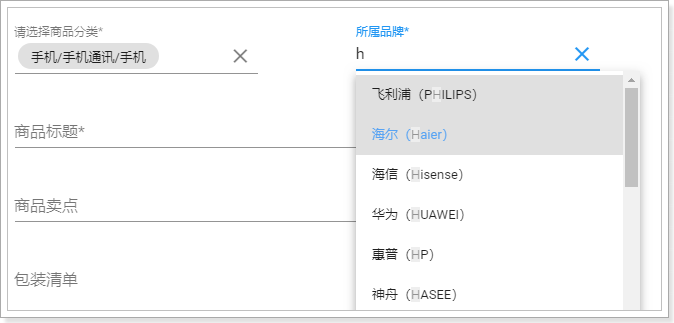 请选择商品分类*
手机/手机通讯/手机
所属品牌*
h
飞利浦（PHILIPS）
海尔（Haier）
海信（Hisense）
华为（HUAWEI）
惠普（HP）
神舟（HASEE）
商品标题*
商品卖点
包装清单